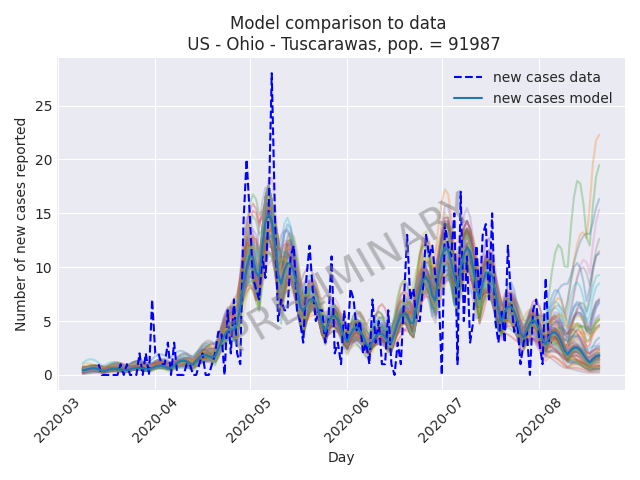 Model comparison to data
US - Ohio - Tuscarawas, pop. = 91987
new cases data
new cases model
PRELIMINARY
Number of new cases reported
25
20
15
10
5
0
2020-03
2020-04
2020-05
2020-06
2020-07
2020-08
Day